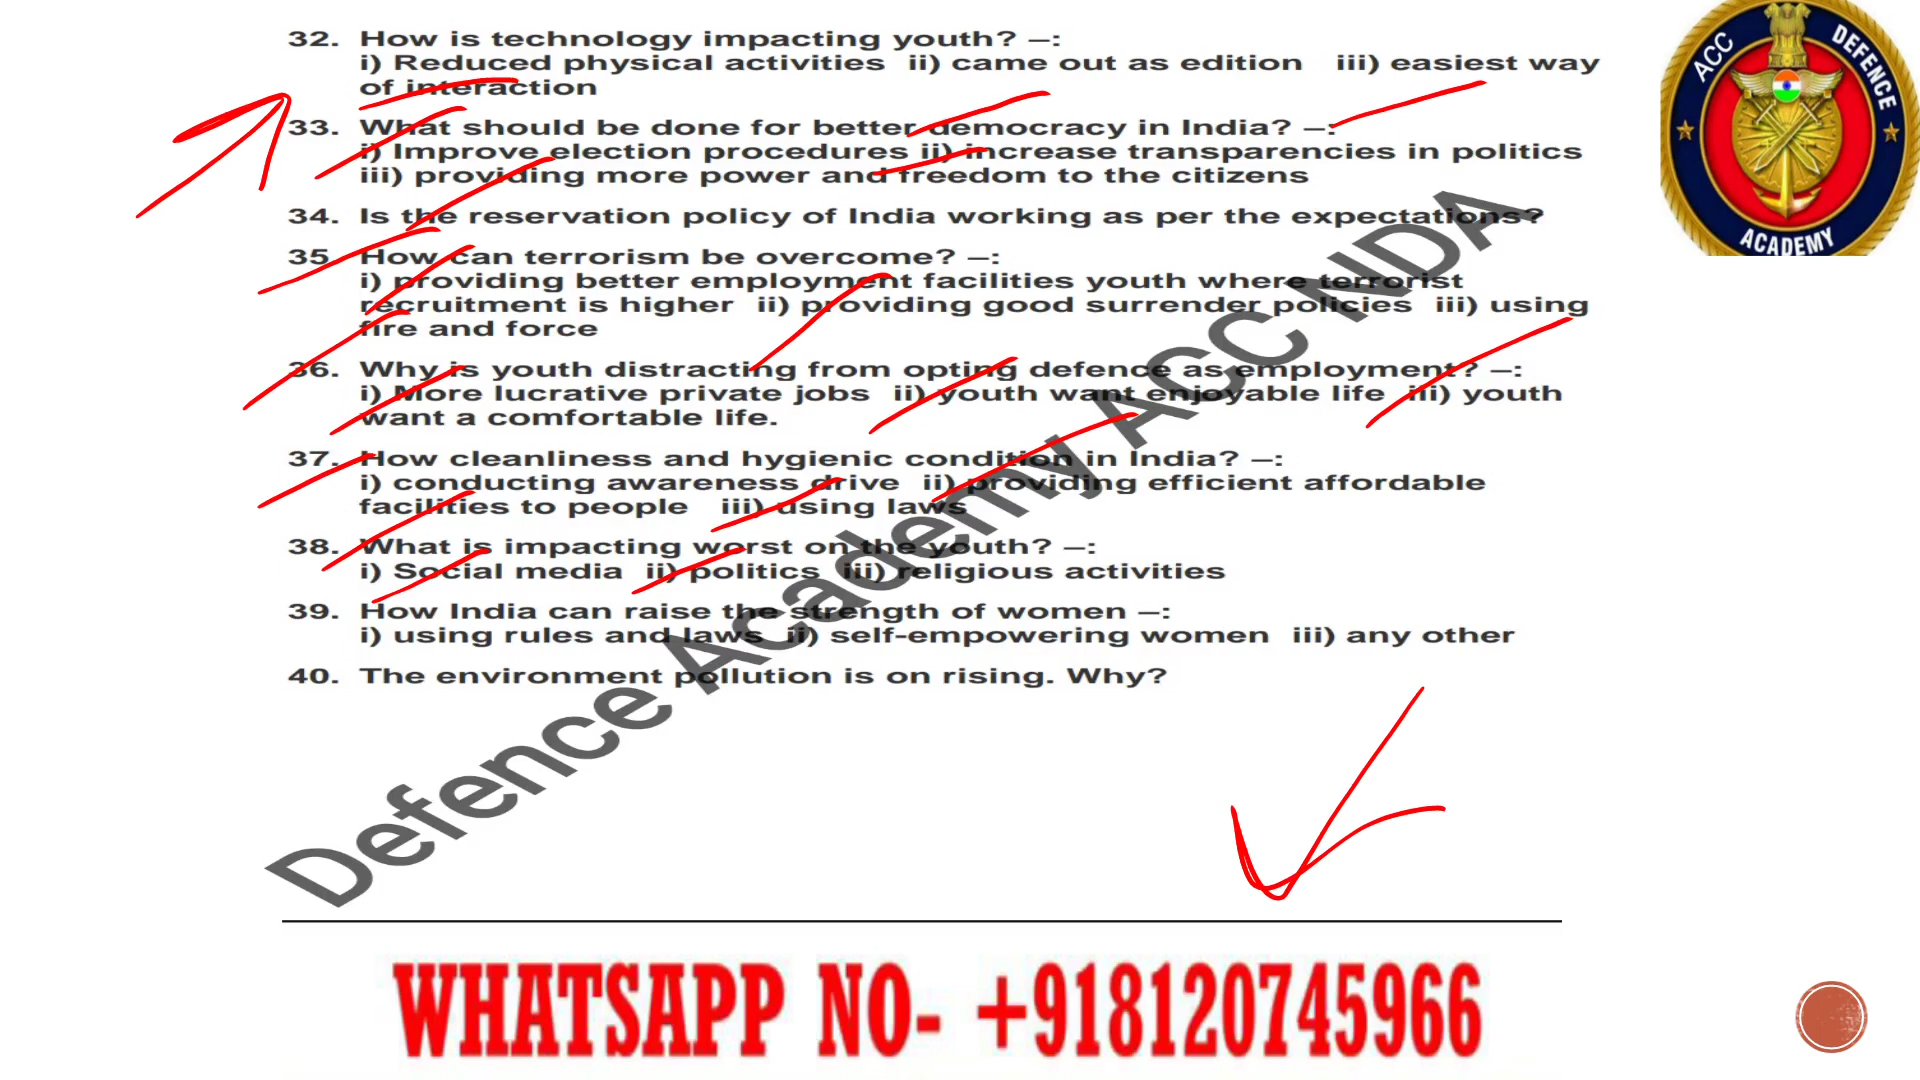 32. How is technology impacting youth? –:
i) Reduced physical activities ii) came out as edition iii) easiest way
of interaction
33. What should be done for better democracy in India? –:
i) Improve election procedures ii) increase transparencies in politics
iii) providing more power and freedom to the citizens
34. Is the reservation policy of India working as per the expectations?
35. How can terrorism be overcome? –:
i) providing better employment facilities youth where terrorist
recruitment is higher ii) providing good surrender policies iii) using
fire and force
36. Why is youth distracting from opting defence as employment? –:
i) More lucrative private jobs ii) youth want enjoyable life iii) youth
want a comfortable life.
37. How cleanliness and hygienic condition in India? –:
i) conducting awareness drive ii) providing efficient affordable
facilities to people iii) using laws
38. What is impacting worst on the youth? –:
i) Social media ii) politics iii) religious activities
39. How India can raise the strength of women –:
i) using rules and laws ii) self-empowering women iii) any other
40. The environment pollution is on rising. Why?
Defence Academy ACC NDA
ACC DEFENCE
ACADEMY
WHATSAPP NO- +918120745966